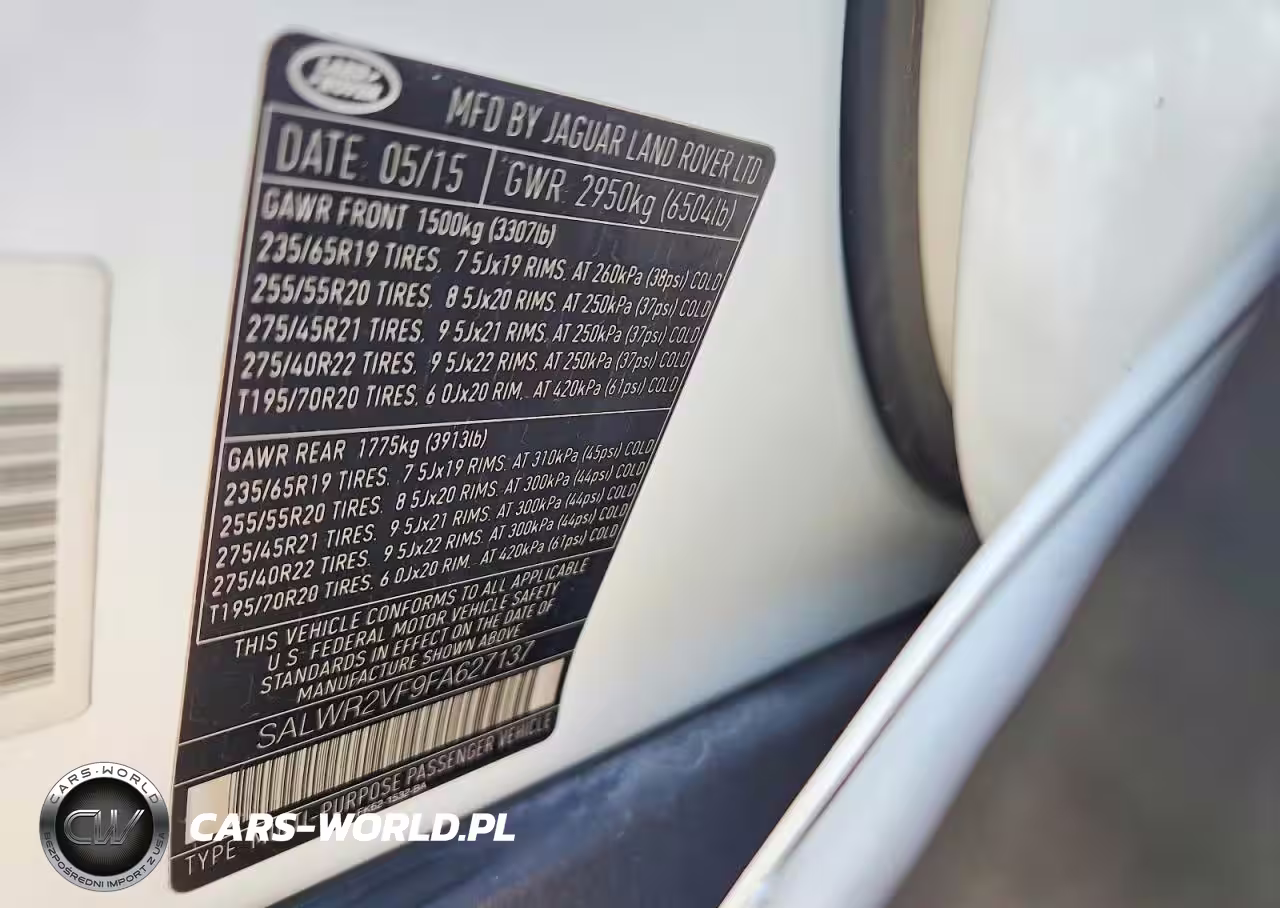 LAND ROVER
MFD BY JAGUAR LAND ROVER LTD
DATE: 05/15 GWR: 2950kg (6504lb)
GAWR FRONT 1500kg (3307lb)
235/65R19 TIRES, 7.5Jx19 RIMS, AT 260kPa (38psi) COLD
255/55R20 TIRES, 8.5Jx20 RIMS, AT 250kPa (37psi) COLD
275/45R21 TIRES, 9.5Jx21 RIMS, AT 250kPa (37psi) COLD
275/40R22 TIRES, 9.5Jx22 RIMS, AT 250kPa (37psi) COLD
T195/70R20 TIRES, 6.0Jx20 RIM, AT 420kPa (61psi) COLD
GAWR REAR 1775kg (3913lb)
235/65R19 TIRES, 7.5Jx19 RIMS, AT 310kPa (45psi) COLD
255/55R20 TIRES, 8.5Jx20 RIMS, AT 300kPa (44psi) COLD
275/45R21 TIRES, 9.5Jx21 RIMS, AT 300kPa (44psi) COLD
275/40R22 TIRES, 9.5Jx22 RIMS, AT 300kPa (44psi) COLD
T195/70R20 TIRES, 6.0Jx20 RIM, AT 420kPa (61psi) COLD
THIS VEHICLE CONFORMS TO ALL APPLICABLE
U.S. FEDERAL MOTOR VEHICLE SAFETY
STANDARDS IN EFFECT ON THE DATE OF
MANUFACTURE SHOWN ABOVE
SALWR2VF9FA627137
TYPE PURPOSE PASSENGER VEHICLE
CARS-WORLD
CW
BEZPOŚREDNI IMPORT Z USA
CARS-WORLD.PL